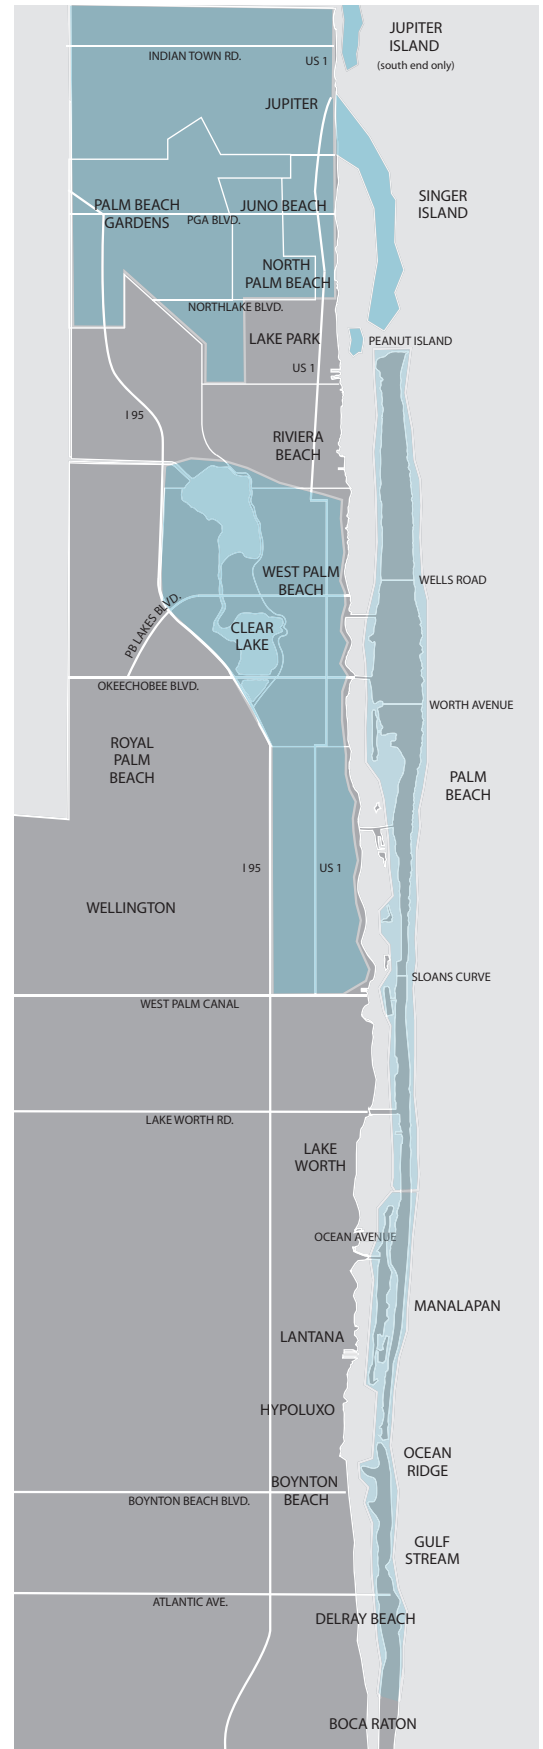 JUPITER
ISLAND
(south end only)
INDIAN TOWN RD.
US 1
JUPITER
SINGER
ISLAND
PALM BEACH
GARDENS
JUNO BEACH
PGA BLVD.
NORTH
PALM BEACH
NORTHLAKE BLVD.
LAKE PARK
PEANUT ISLAND
US 1
I 95
RIVIERA
BEACH
WEST PALM
BEACH
WELLS ROAD
PB LAKES BLVD.
CLEAR
LAKE
OKEECHOBEE BLVD.
WORTH AVENUE
ROYAL
PALM
BEACH
PALM
BEACH
I 95
US 1
WELLINGTON
SLOANS CURVE
WEST PALM CANAL
LAKE WORTH RD.
LAKE
WORTH
OCEAN AVENUE
MANALAPAN
LANTANA
HYPOLUXO
OCEAN
RIDGE
BOYNTON
BEACH
BOYNTON BEACH BLVD.
GULF
STREAM
ATLANTIC AVE.
DELRAY BEACH
BOCA RATON